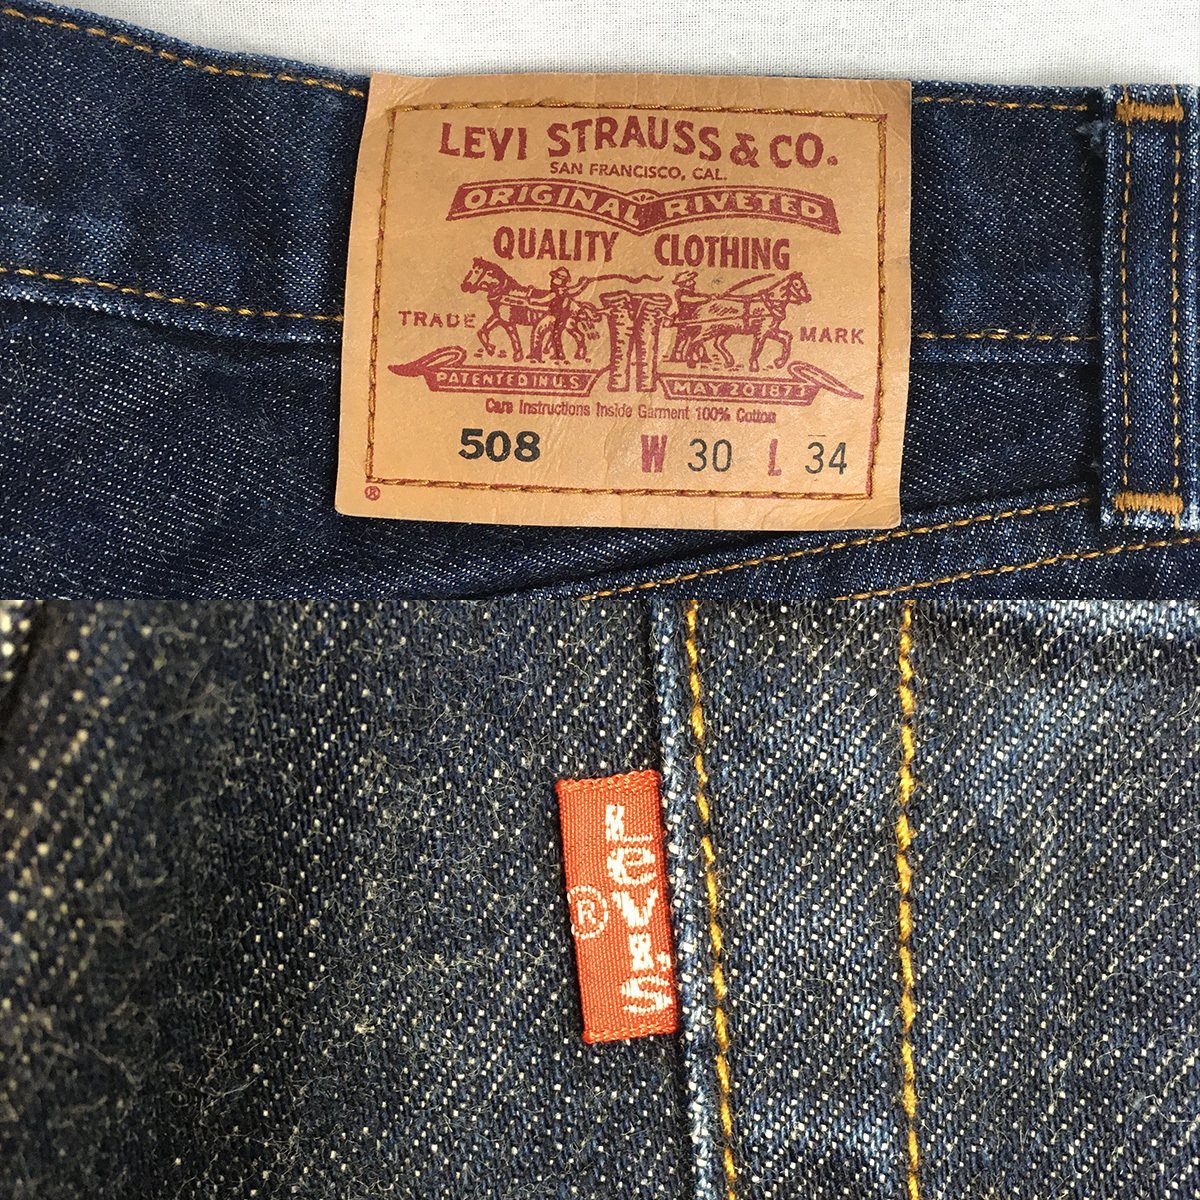 LEVI STRAUSS & CO.
SAN FRANCISCO, CAL.
ORIGINAL RIVETED
QUALITY CLOTHING
TRADE MARK
PATENTED IN U.S. MAY 20 1873
Care Instructions Inside Garment 100% Cotton
508 W 30 L 34
®
LeVI'S
®